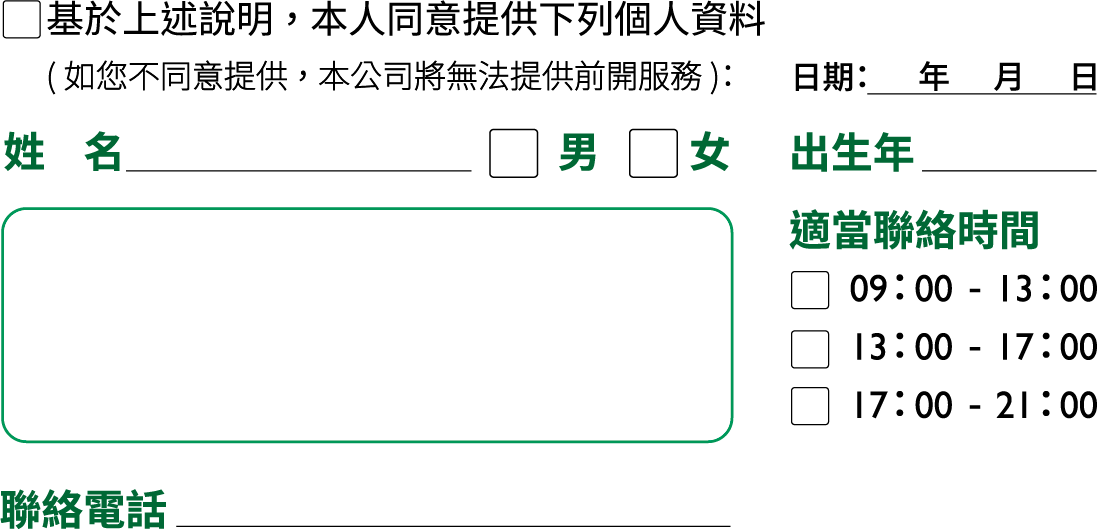 基於上述說明，本人同意提供下列個人資料
(如您不同意提供，本公司將無法提供前開服務)： 日期： 年 月 日
姓 名 男 女 出生年
適當聯絡時間
09：00 - 13：00
13：00 - 17：00
17：00 - 21：00
聯絡電話